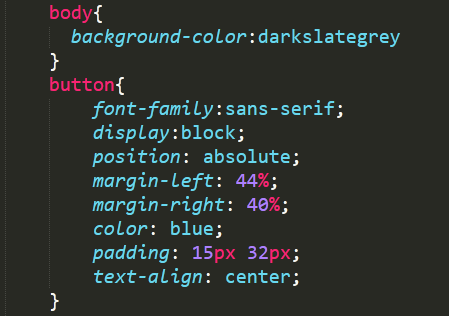 body{
background-color:darkslategrey
}
button{
font-family:sans-serif;
display:block;
position: absolute;
margin-left: 44%;
margin-right: 40%;
color: blue;
padding: 15px 32px;
text-align: center;
}